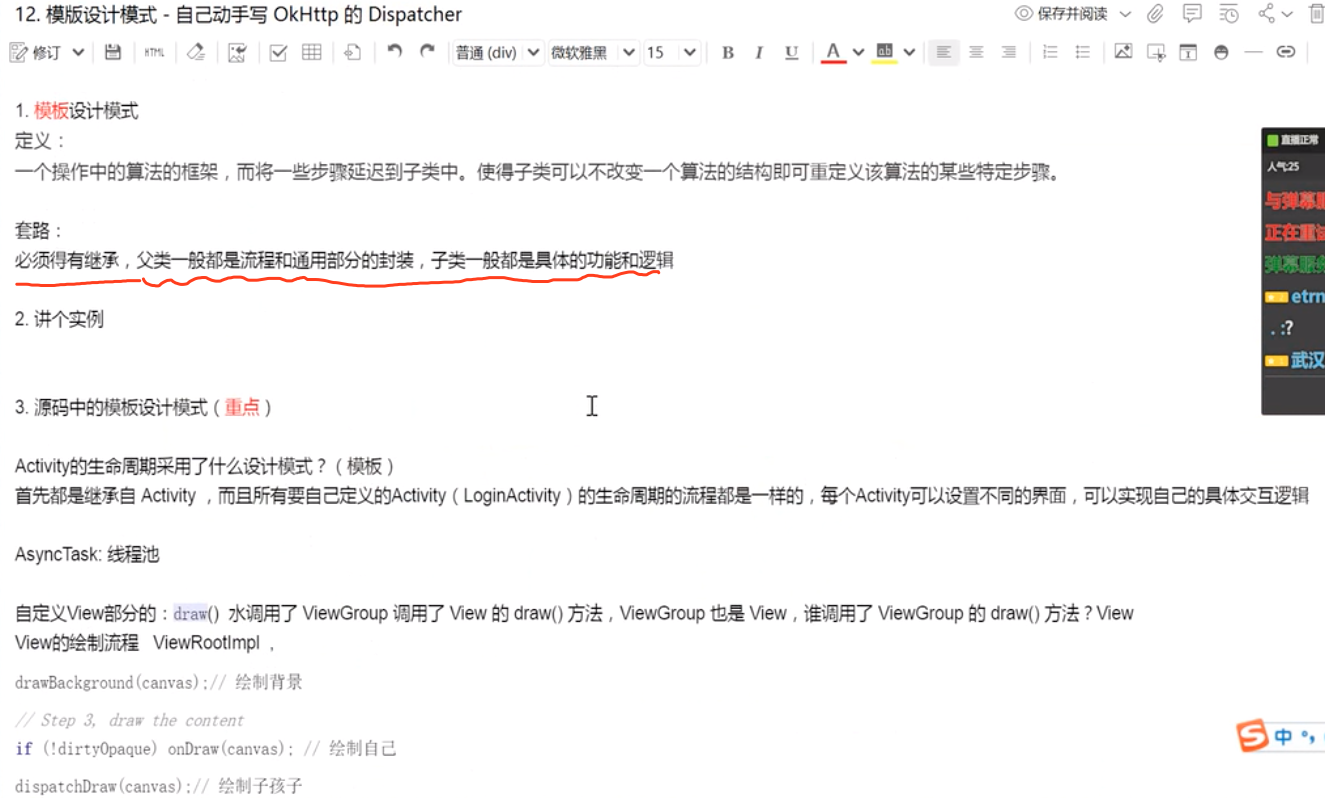 12. 模版设计模式 - 自己动手写 OkHttp 的 Dispatcher
保存并阅读
修订 HTML 普通 (div) 微软雅黑 15 B I U A ab
1. 模板设计模式
定义：
一个操作中的算法的框架，而将一些步骤延迟到子类中。使得子类可以不改变一个算法的结构即可重定义该算法的某些特定步骤。
套路：
必须得有继承，父类一般都是流程和通用部分的封装，子类一般都是具体的功能和逻辑
2. 讲个实例
3. 源码中的模板设计模式（重点）
Activity的生命周期采用了什么设计模式？（模板）
首先都是继承自 Activity ，而且所有要自己定义的Activity（LoginActivity）的生命周期的流程都是一样的，每个Activity可以设置不同的界面，可以实现自己的具体交互逻辑
AsyncTask: 线程池
自定义View部分的：draw() 水调用了 ViewGroup 调用了 View 的 draw() 方法，ViewGroup 也是 View，谁调用了 ViewGroup 的 draw() 方法？View
View的绘制流程 ViewRootImpl ，
drawBackground(canvas);// 绘制背景
// Step 3, draw the content
if (!dirtyOpaque) onDraw(canvas); // 绘制自己
dispatchDraw(canvas);// 绘制子孩子
直播正常
人气:25
与弹幕
正在重
弹幕服
etrn
. :?
武汉
中